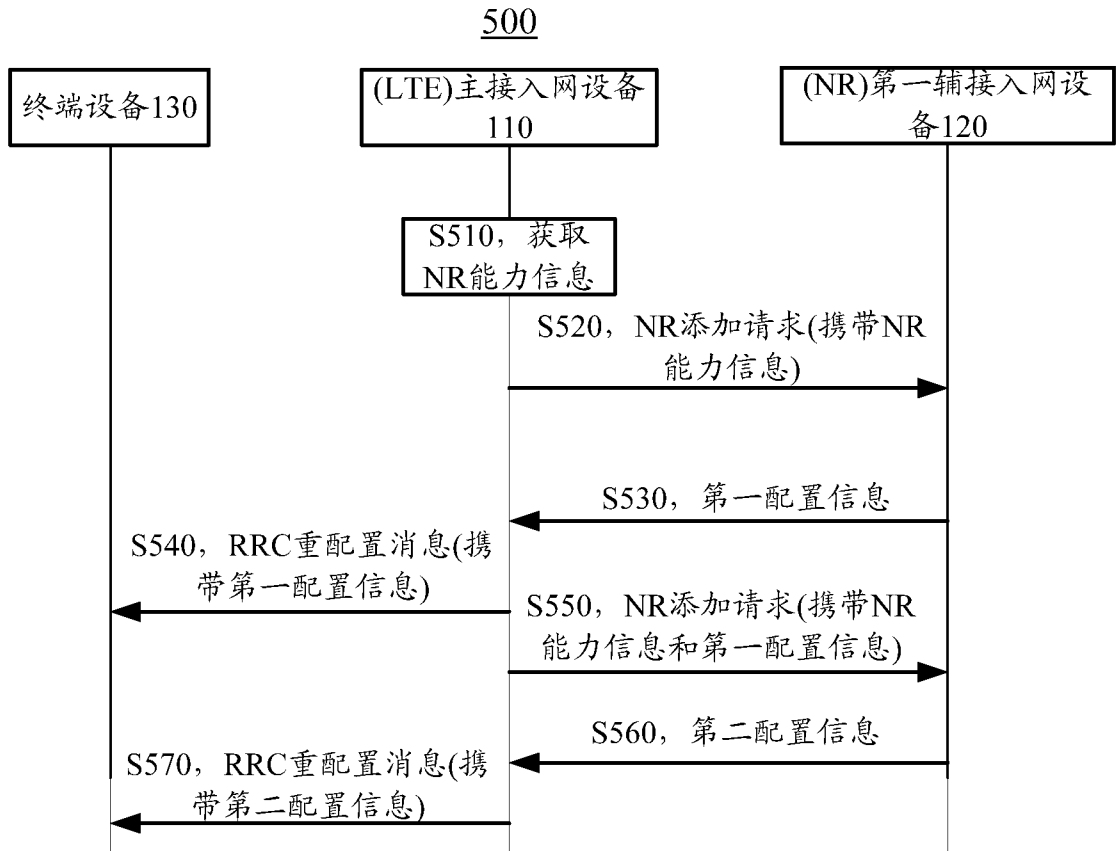 500
终端设备130
(LTE)主接入网设备
110
(NR)第一辅接入网设
备120
S510，获取
NR能力信息
S520，NR添加请求(携带NR
能力信息)
S530，第一配置信息
S540，RRC重配置消息(携
带第一配置信息)
S550，NR添加请求(携带NR
能力信息和第一配置信息)
S560，第二配置信息
S570，RRC重配置消息(携
带第二配置信息)